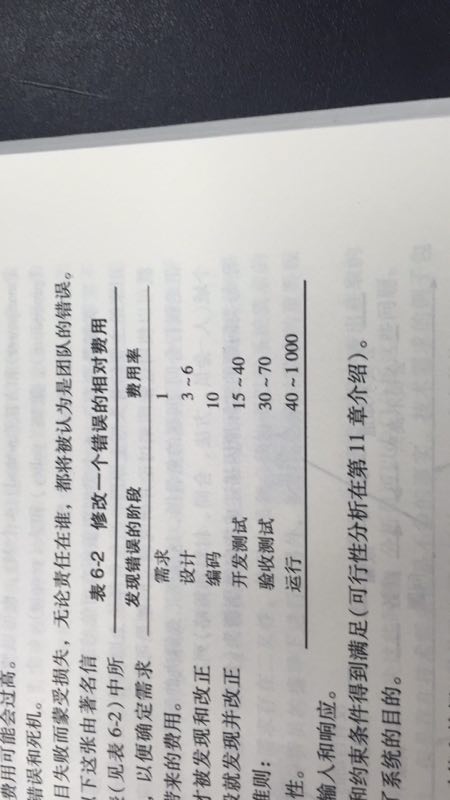 费用可能会过高。
错误和死机。
目失败而蒙受损失，无论责任在谁，都将被认为是团队的错误。
以下这张由著名信
（见表6-2）中所
，以便确定需求
带来的费用。
才被发现和改正
段就发现并改正
准则：
性。
表6-2 修改一个错误的相对费用
发现错误的阶段 费用率
需求 1
设计 3~6
编码 10
开发测试 15~40
验收测试 30~70
运行 40~1 000
输入和响应。
和约束条件得到满足（可行性分析在第11章介绍）。
了系统的目的。